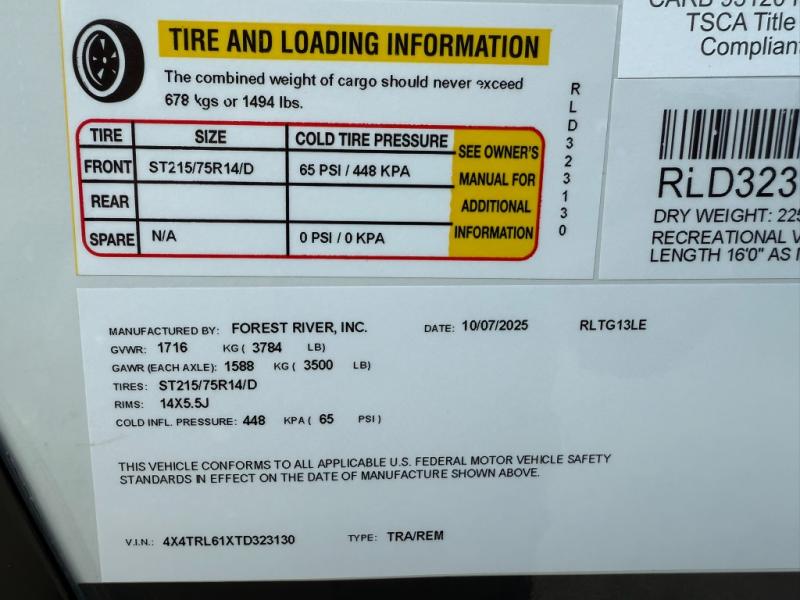 TIRE AND LOADING INFORMATION
The combined weight of cargo should never exceed
678 kgs or 1494 lbs.
TIRE SIZE COLD TIRE PRESSURE
SEE OWNER'S
MANUAL FOR
ADDITIONAL
INFORMATION
FRONT ST215/75R14/D 65 PSI / 448 KPA
REAR
SPARE N/A 0 PSI / 0 KPA
RLD323130
TSCA Title
Complian
RLD323
DRY WEIGHT: 225
RECREATIONAL V
LENGTH 16'0" AS
MANUFACTURED BY: FOREST RIVER, INC. DATE: 10/07/2025 RLTG13LE
GVWR: 1716 KG ( 3784 LB)
GAWR (EACH AXLE): 1588 KG ( 3500 LB)
TIRES: ST215/75R14/D
RIMS: 14X5.5J
COLD INFL. PRESSURE: 448 KPA ( 65 PSI )
THIS VEHICLE CONFORMS TO ALL APPLICABLE U.S. FEDERAL MOTOR VEHICLE SAFETY
STANDARDS IN EFFECT ON THE DATE OF MANUFACTURE SHOWN ABOVE.
V.I.N.: 4X4TRL61XTD323130 TYPE: TRA/REM